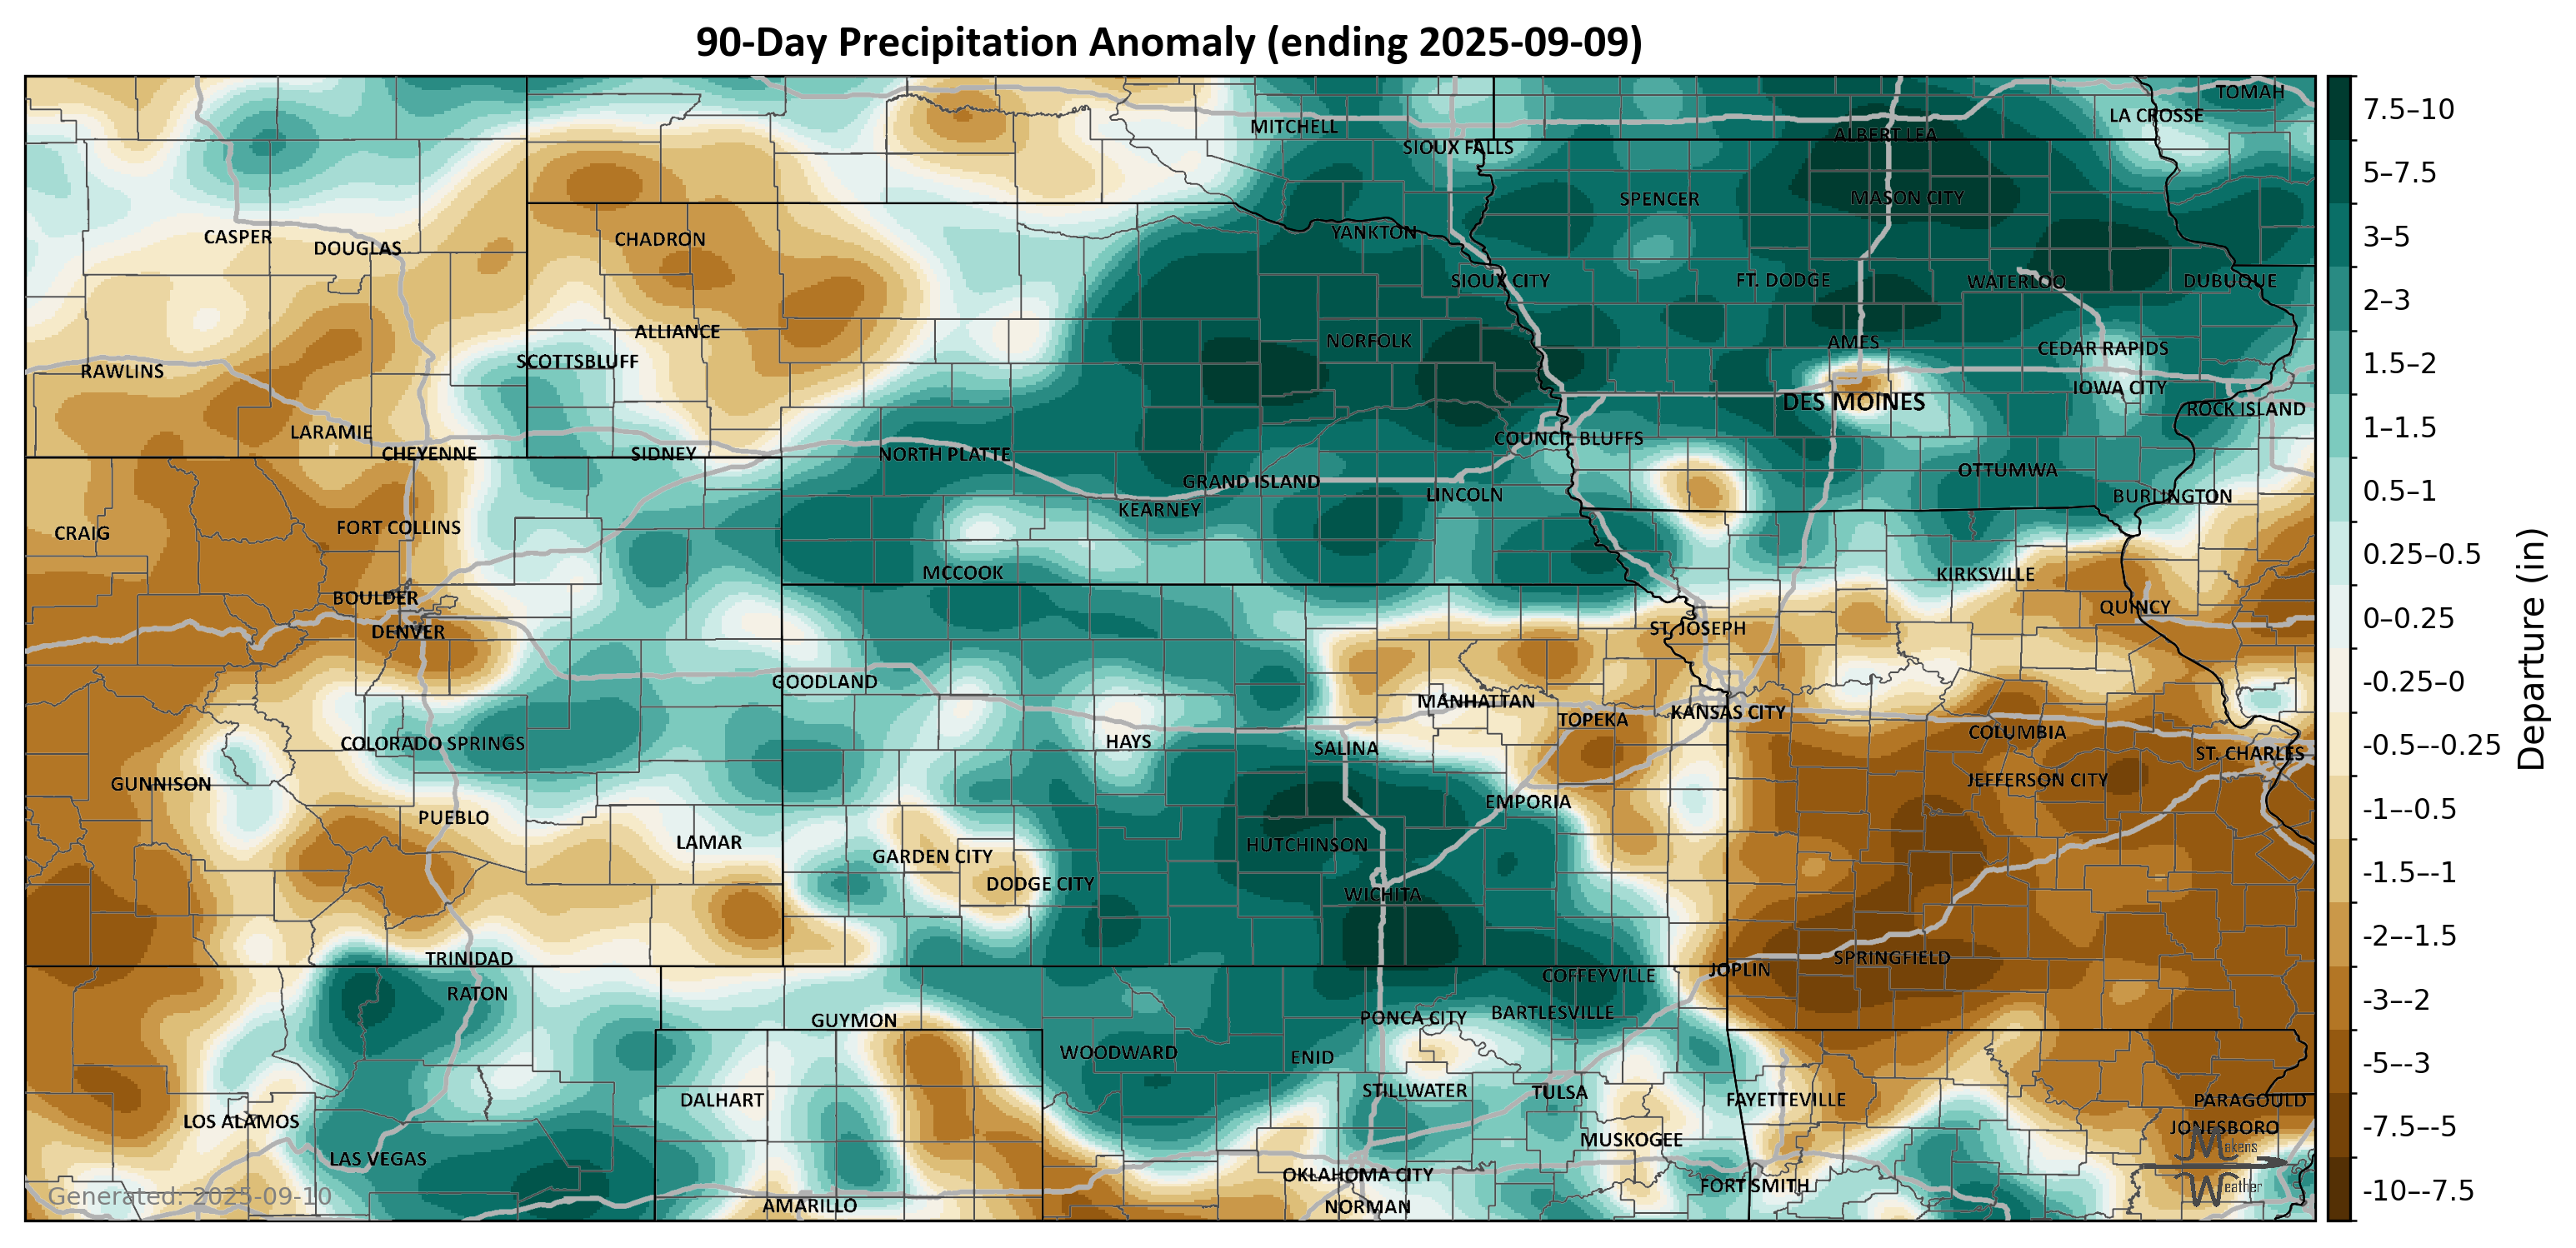 90-Day Precipitation Anomaly (ending 2025-09-09)
TOMAH
LA CROSSE
MITCHELL
ALBERT LEA
SIOUX FALLS
SPENCER
MASON CITY
YANKTON
CASPER
CHADRON
DOUGLAS
SIOUX CITY
FT. DODGE
WATERLOO
DUBUQUE
ALLIANCE
NORFOLK
AMES
CEDAR RAPIDS
SCOTTSBLUFF
RAWLINS
IOWA CITY
DES MOINES
ROCK ISLAND
LARAMIE
COUNCIL BLUFFS
CHEYENNE
SIDNEY
NORTH PLATTE
OTTUMWA
GRAND ISLAND
LINCOLN
BURLINGTON
KEARNEY
FORT COLLINS
CRAIG
MCCOOK
KIRKSVILLE
BOULDER
QUINCY
DENVER
ST. JOSEPH
GOODLAND
MANHATTAN
KANSAS CITY
TOPEKA
COLUMBIA
COLORADO SPRINGS
HAYS
SALINA
ST. CHARLES
GUNNISON
JEFFERSON CITY
EMPORIA
PUEBLO
LAMAR
HUTCHINSON
GARDEN CITY
DODGE CITY
WICHITA
TRINIDAD
SPRINGFIELD
JOPLIN
COFFEYVILLE
RATON
BARTLESVILLE
PONCA CITY
GUYMON
WOODWARD
ENID
STILLWATER
TULSA
DALHART
FAYETTEVILLE
PARAGOULD
LOS ALAMOS
JONESBORO
MUSKOGEE
LAS VEGAS
OKLAHOMA CITY
FORT SMITH
AMARILLO
NORMAN
Generated: 2025-09-10
Makens
Weather
7.5–10
5–7.5
3–5
2–3
1.5–2
1–1.5
0.5–1
0.25–0.5
0–0.25
-0.25–0
-0.5–-0.25
-1–-0.5
-1.5–-1
-2–-1.5
-3–-2
-5–-3
-7.5–-5
-10–-7.5
Departure (in)